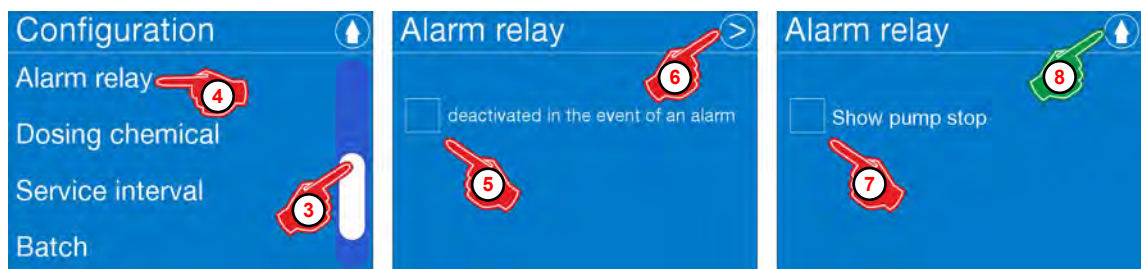 Configuration
Alarm relay
4
Dosing chemical
Service interval
3
Batch
Alarm relay
>
6
deactivated in the event of an alarm
5
Alarm relay
8
Show pump stop
7